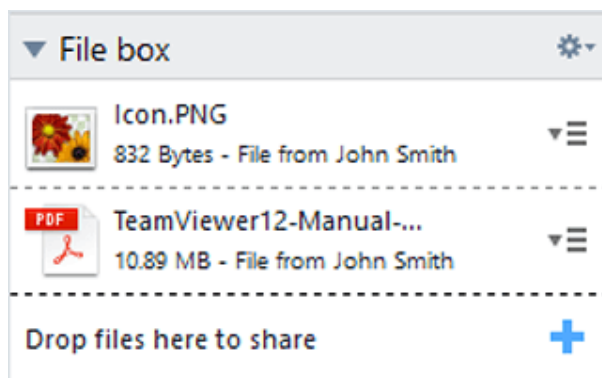 File box
Icon.PNG
832 Bytes - File from John Smith
PDF
TeamViewer12-Manual-...
10.89 MB - File from John Smith
Drop files here to share